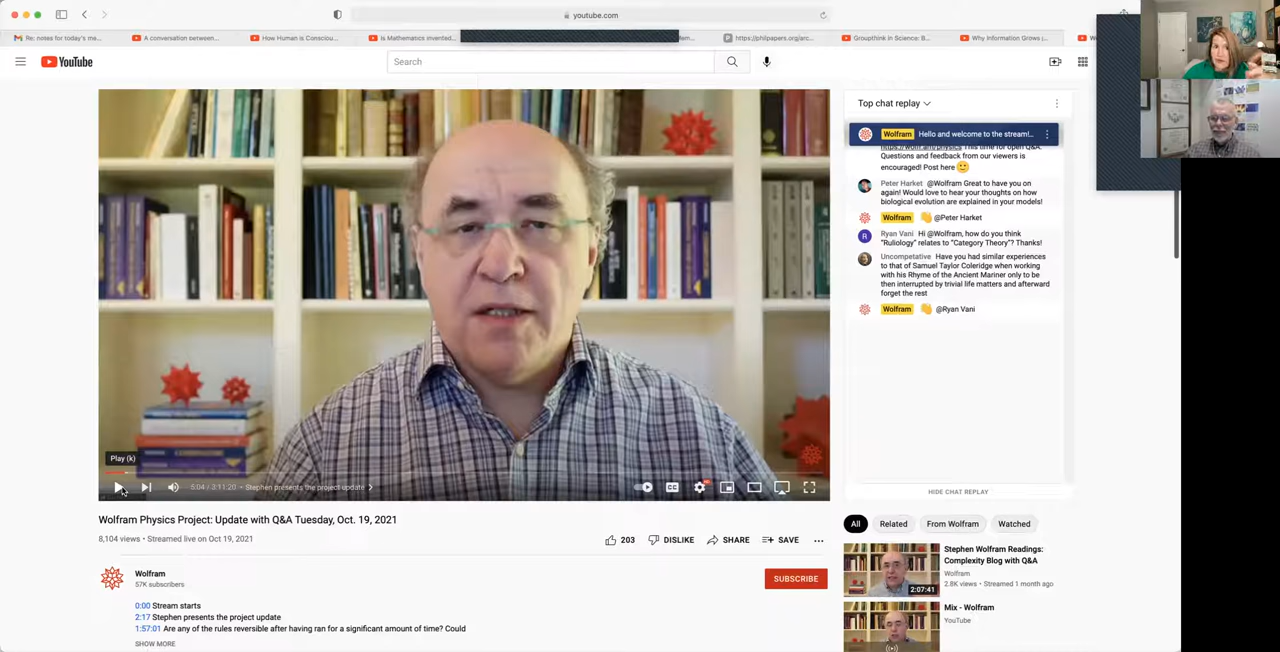 youtube.com
Re: notes for today's me...
A conversation between...
How Human is Consciou...
Is Mathematics invented...
https://philpapers.org/arc...
Groupthink in Science: B...
Why Information Grows |...
YouTube
Search
Top chat replay
Wolfram Hello and welcome to the stream!...
https://wolfr.am/physics This time for open Q&A.
Questions and feedback from our viewers is
encouraged! Post here
Peter Harket @Wolfram Great to have you on
again! Would love to hear your thoughts on how
biological evolution are explained in your models!
Wolfram @Peter Harket
R
Ryan Vani Hi @Wolfram, how do you think
"Ruliology" relates to "Category Theory"? Thanks!
Uncompetative Have you had similar experiences
to that of Samuel Taylor Coleridge when working
with his Rhyme of the Ancient Mariner only to be
then interrupted by trivial life matters and afterward
forget the rest
Wolfram @Ryan Vani
Play (k)
5:04 / 3:11:20 • Stephen presents the project update
CC
HIDE CHAT REPLAY
Wolfram Physics Project: Update with Q&A Tuesday, Oct. 19, 2021
8,104 views • Streamed live on Oct 19, 2021
203
DISLIKE
SHARE
SAVE
All
Related
From Wolfram
Watched
Wolfram
57K subscribers
SUBSCRIBE
0:00 Stream starts
2:17 Stephen presents the project update
1:57:01 Are any of the rules reversible after having ran for a significant amount of time? Could
SHOW MORE
Stephen Wolfram Readings:
Complexity Blog with Q&A
Wolfram
2.8K views • Streamed 1 month ago
2:07:41
Mix - Wolfram
YouTube